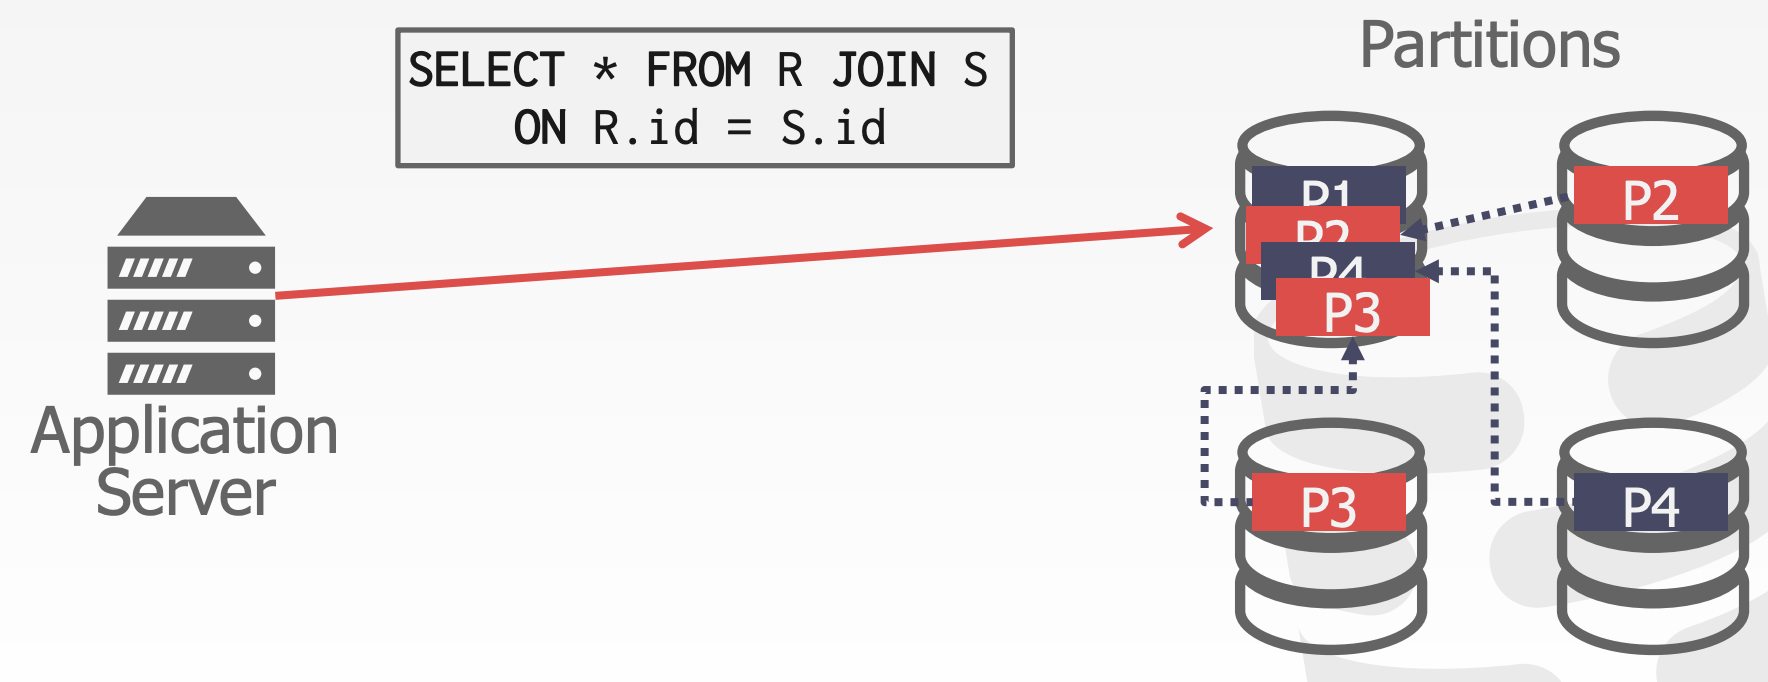 Partitions
SELECT * FROM R JOIN S
ON R.id = S.id
P1
P2
P4
P3
P2
Application
Server
P3
P4